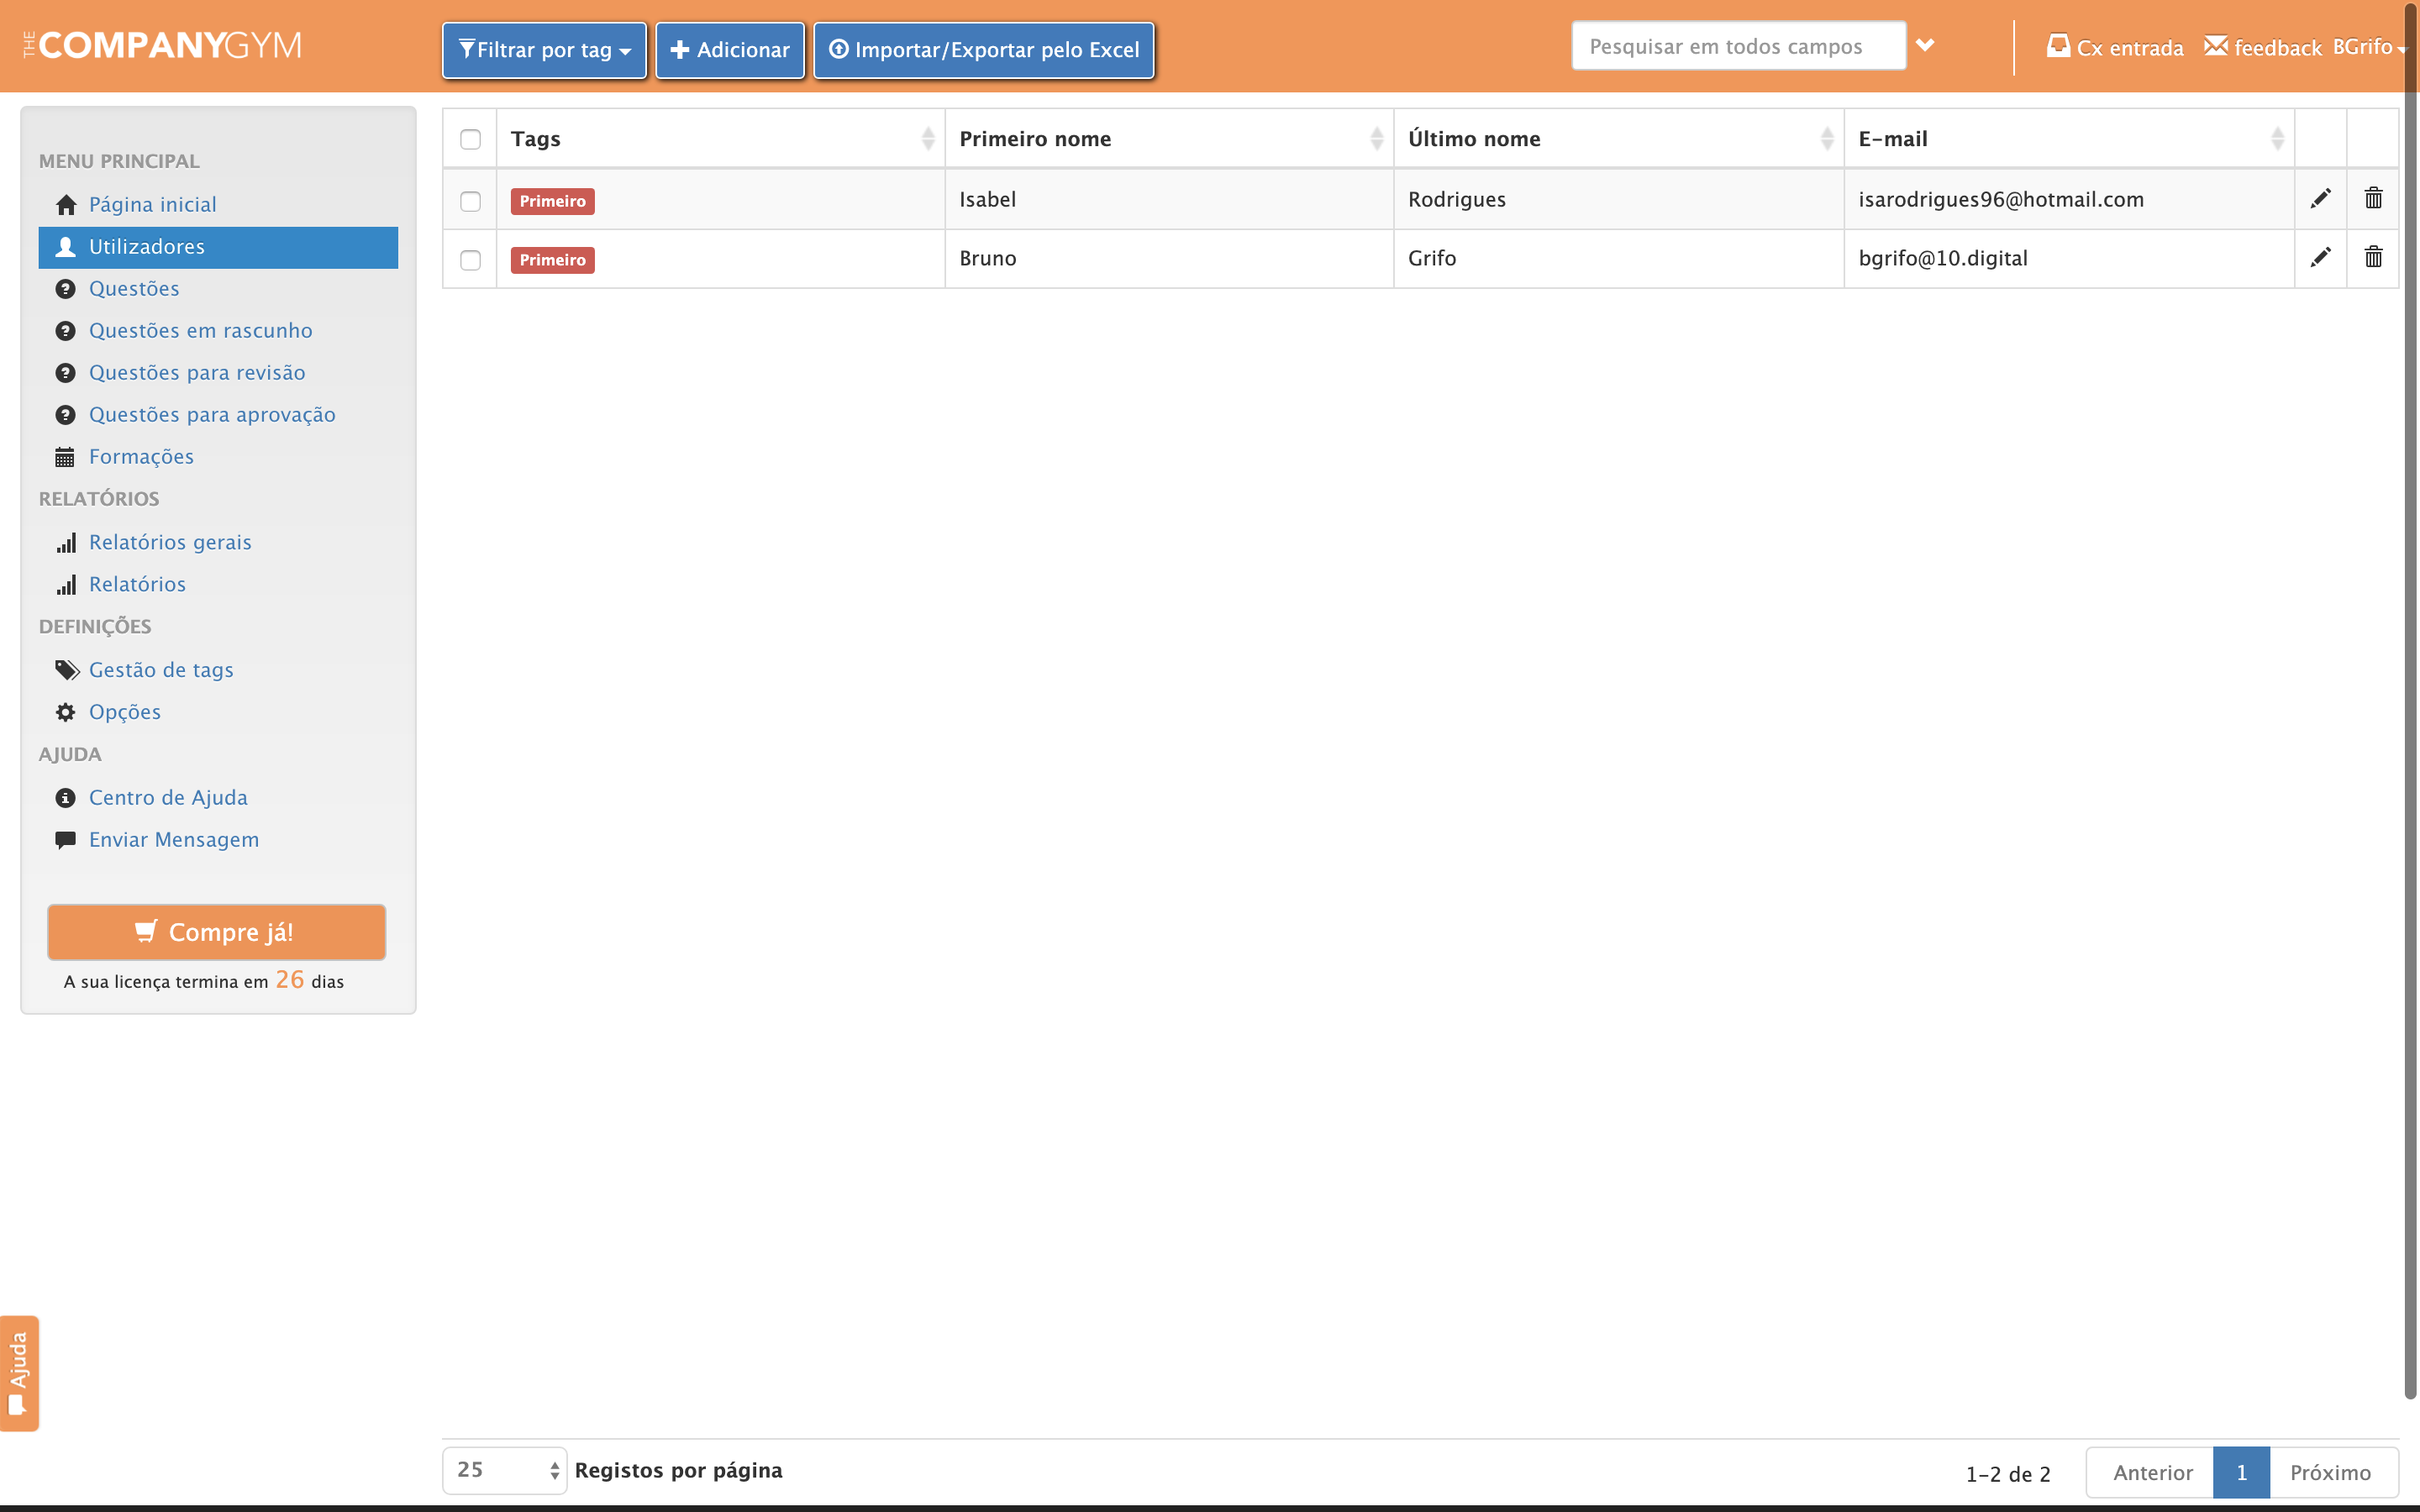 THE COMPANYGYM
Filtrar por tag
Adicionar
Importar/Exportar pelo Excel
Pesquisar em todos campos
Cx entrada
feedback
BGrifo
MENU PRINCIPAL
Página inicial
Utilizadores
Questões
Questões em rascunho
Questões para revisão
Questões para aprovação
Formações
RELATÓRIOS
Relatórios gerais
Relatórios
DEFINIÇÕES
Gestão de tags
Opções
AJUDA
Centro de Ajuda
Enviar Mensagem
Compre já!
A sua licença termina em 26 dias
Tags Primeiro nome Último nome E-mail
Primeiro Isabel Rodrigues isarodrigues96@hotmail.com
Primeiro Bruno Grifo bgrifo@10.digital
Ajuda
25 Registos por página
1-2 de 2
Anterior 1 Próximo